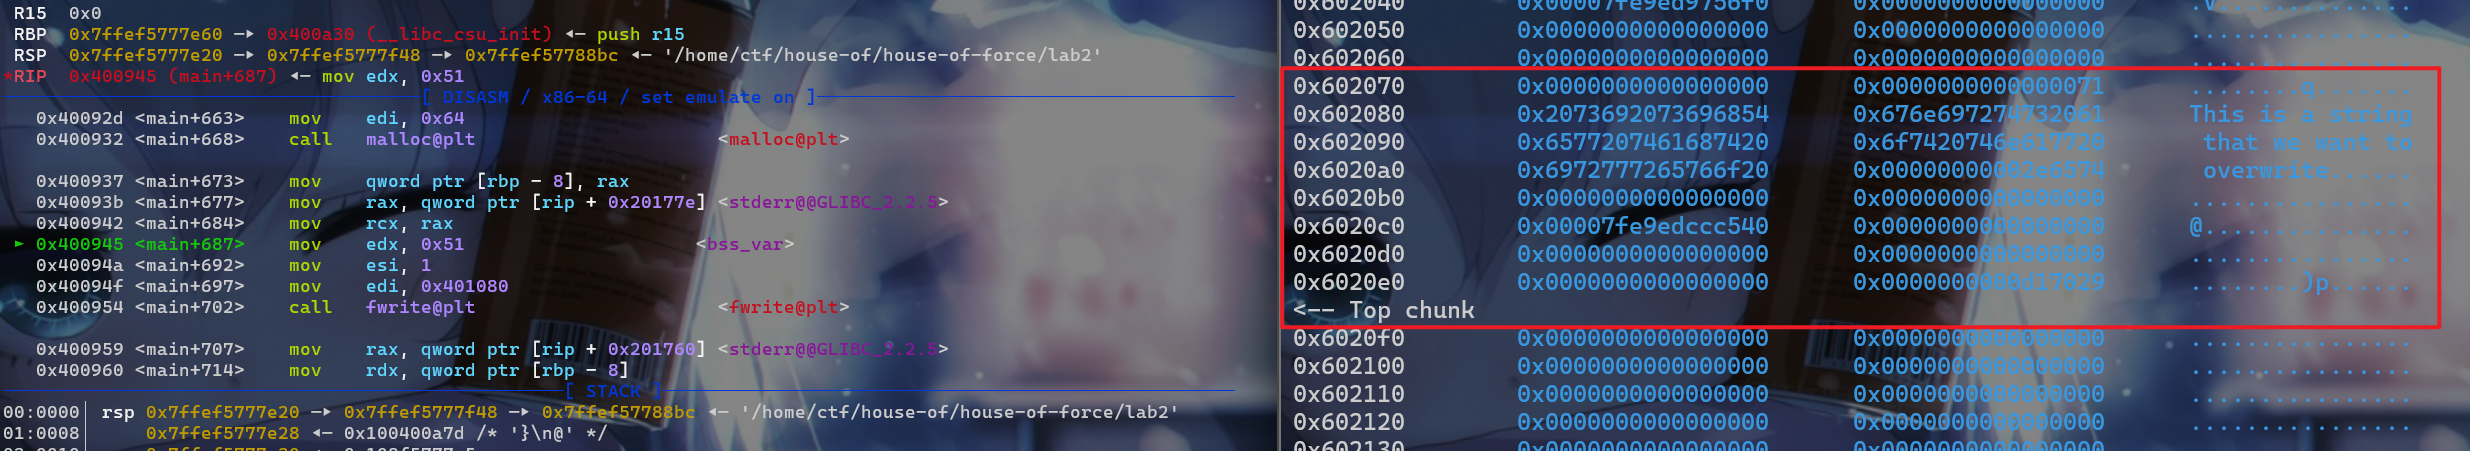 R15  0x0
RBP  0x7ffef5777e60 —▸ 0x400a30 (__libc_csu_init) ◂— push r15
RSP  0x7ffef5777e20 —▸ 0x7ffef5777f48 —▸ 0x7ffef57788bc ◂— '/home/ctf/house-of/house-of-force/lab2'
*RIP  0x400945 (main+687) ◂— mov edx, 0x51
[ DISASM / x86-64 / set emulate on ]
0x40092d <main+663>    mov    edi, 0x64
0x400932 <main+668>    call   malloc@plt                      <malloc@plt>
0x400937 <main+673>    mov    qword ptr [rbp - 8], rax
0x40093b <main+677>    mov    rax, qword ptr [rip + 0x20177e] <stderr@@GLIBC_2.2.5>
0x400942 <main+684>    mov    rcx, rax
► 0x400945 <main+687>    mov    edx, 0x51                     <bss_var>
0x40094a <main+692>    mov    esi, 1
0x40094f <main+697>    mov    edi, 0x401080
0x400954 <main+702>    call   fwrite@plt                      <fwrite@plt>
0x400959 <main+707>    mov    rax, qword ptr [rip + 0x201760] <stderr@@GLIBC_2.2.5>
0x400960 <main+714>    mov    rdx, qword ptr [rbp - 8]
[ STACK ]
00:0000│ rsp 0x7ffef5777e20 —▸ 0x7ffef5777f48 —▸ 0x7ffef57788bc ◂— '/home/ctf/house-of/house-of-force/lab2'
01:0008│     0x7ffef5777e28 ◂— 0x100400a7d /* '}\n@' */
0x602040 0x00007fe9ed9756f0 0x0000000000000000 .V..............
0x602050 0x0000000000000000 0x0000000000000000 ................
0x602060 0x0000000000000000 0x0000000000000000 ................
0x602070 0x0000000000000000 0x0000000000000071 ........q.......
0x602080 0x2073692073696854 0x676e697274732061 This is a string
0x602090 0x6577207461687420 0x6f7420746e617720  that we want to
0x6020a0 0x6972777265766f20 0x00000000002e6574  overwrite......
0x6020b0 0x0000000000000000 0x0000000000000000 ................
0x6020c0 0x00007fe9edccc540 0x0000000000000000 @...............
0x6020d0 0x0000000000000000 0x0000000000000000 ................
0x6020e0 0x0000000000000000 0x0000000000d17029 ........)p......
<-- Top chunk
0x6020f0 0x0000000000000000 0x0000000000000000 ................
0x602100 0x0000000000000000 0x0000000000000000 ................
0x602110 0x0000000000000000 0x0000000000000000 ................
0x602120 0x0000000000000000 0x0000000000000000 ................
0x602130 0x0000000000000000 0x0000000000000000 ................